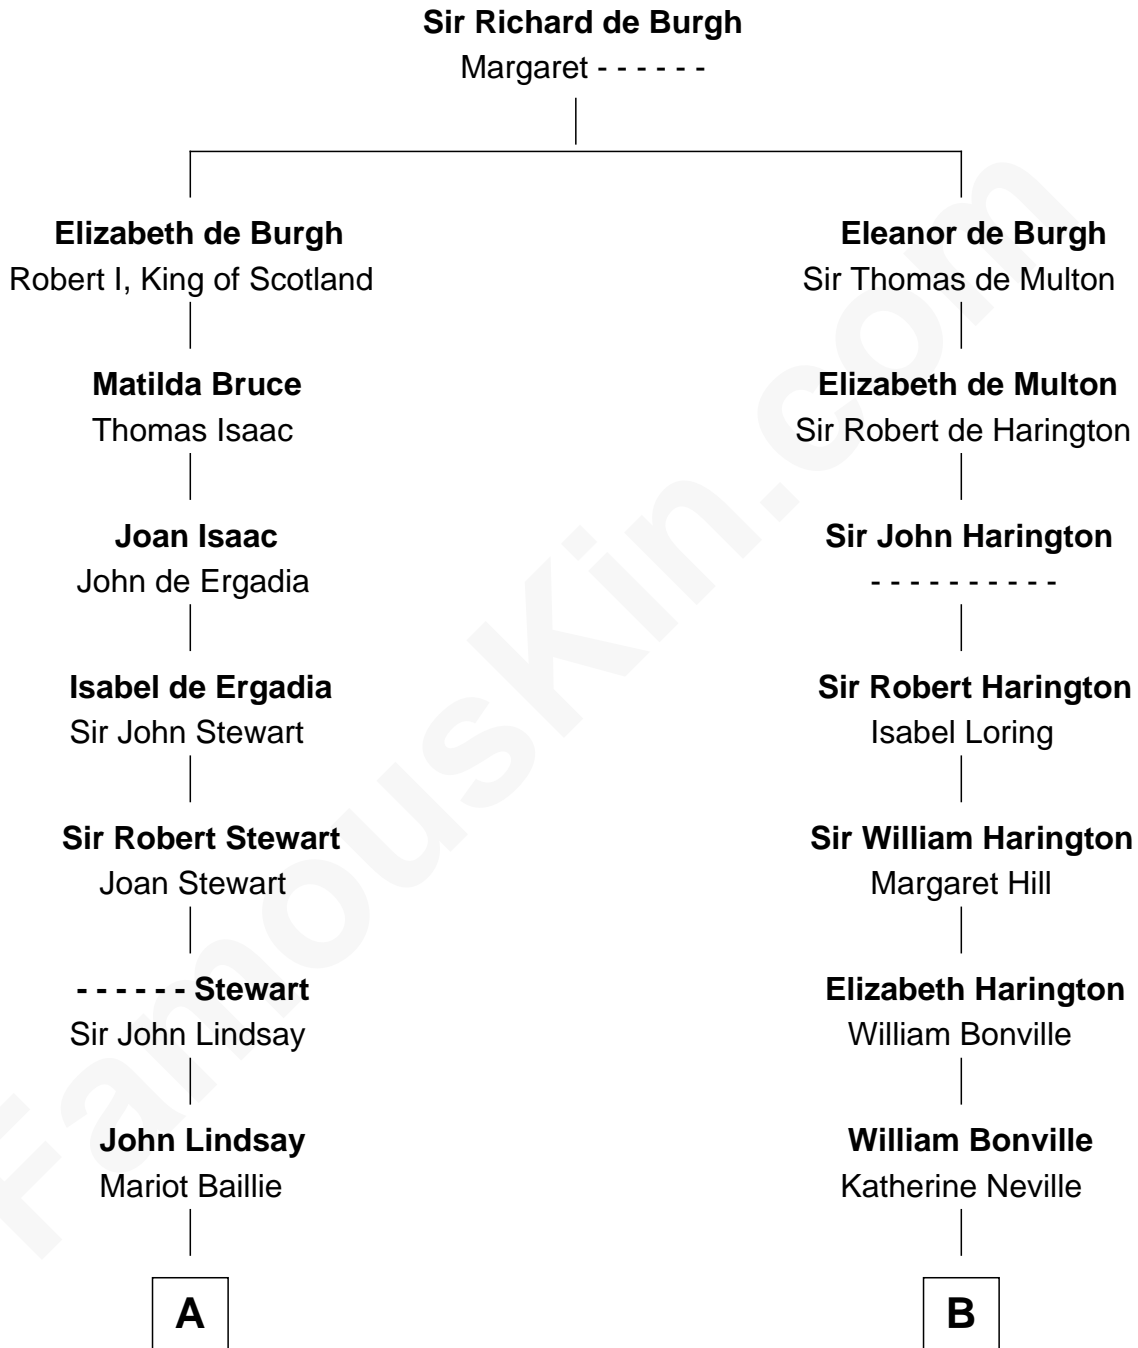 Sir Richard de Burgh
Margaret - - - - - -
Elizabeth de Burgh
Robert I, King of Scotland
Eleanor de Burgh
Sir Thomas de Multon
Matilda Bruce
Thomas Isaac
Elizabeth de Multon
Sir Robert de Harington
Joan Isaac
John de Ergadia
Sir John Harington
- - - - - - - - - -
Isabel de Ergadia
Sir John Stewart
Sir Robert Harington
Isabel Loring
Sir Robert Stewart
Joan Stewart
Sir William Harington
Margaret Hill
- - - - - - Stewart
Sir John Lindsay
Elizabeth Harington
William Bonville
John Lindsay
Mariot Baillie
William Bonville
Katherine Neville
A
B
FamousKin.com